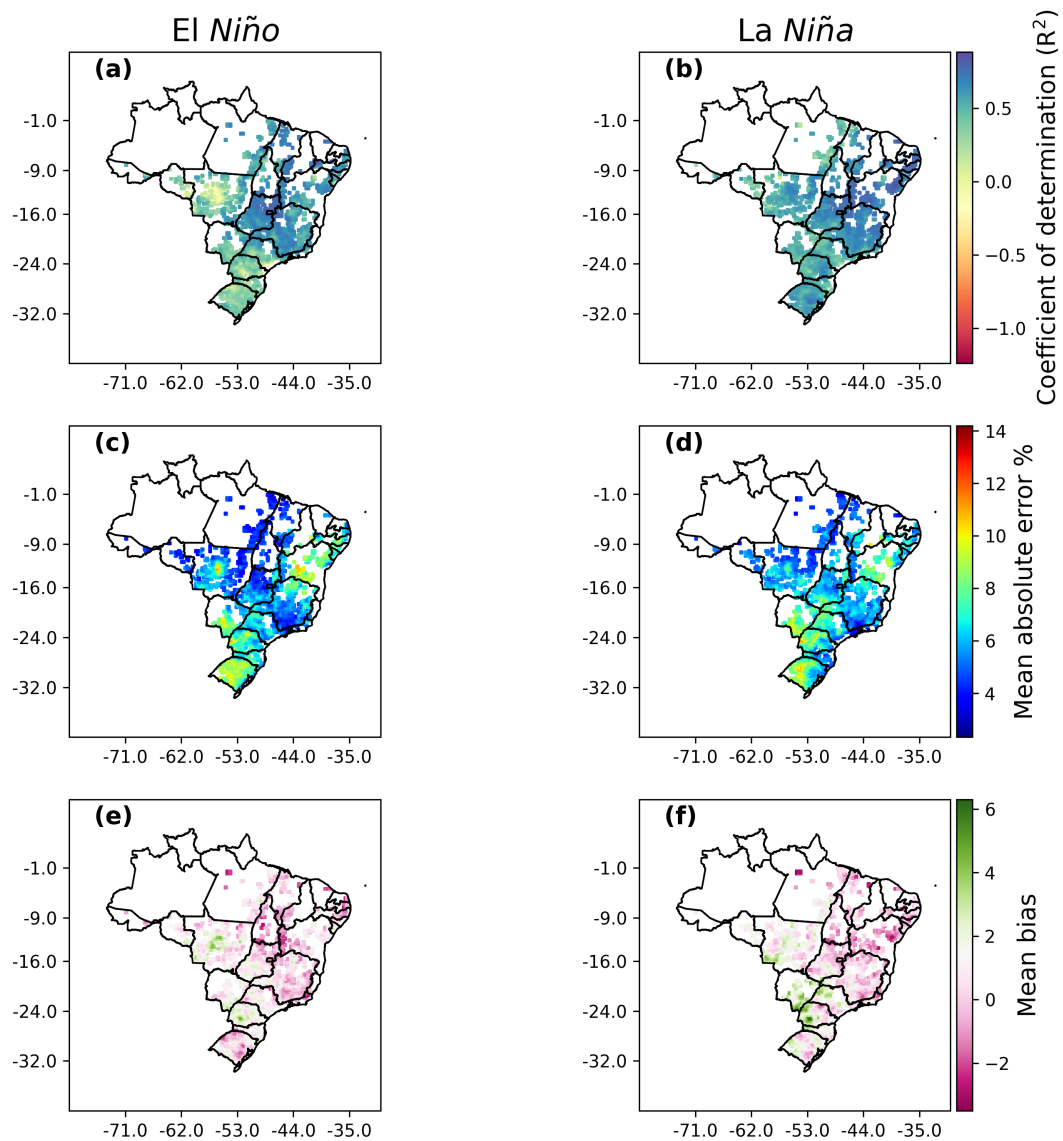 El Niño
La Niña
(a)
-1.0
-9.0
-16.0
-24.0
-32.0
-71.0 -62.0 -53.0 -44.0 -35.0
(b)
-1.0
-9.0
-16.0
-24.0
-32.0
-71.0 -62.0 -53.0 -44.0 -35.0
0.5
0.0
−0.5
−1.0
Coefficient of determination (R²)
(c)
-1.0
-9.0
-16.0
-24.0
-32.0
-71.0 -62.0 -53.0 -44.0 -35.0
(d)
-1.0
-9.0
-16.0
-24.0
-32.0
-71.0 -62.0 -53.0 -44.0 -35.0
14
12
10
8
6
4
Mean absolute error %
(e)
-1.0
-9.0
-16.0
-24.0
-32.0
-71.0 -62.0 -53.0 -44.0 -35.0
(f)
-1.0
-9.0
-16.0
-24.0
-32.0
-71.0 -62.0 -53.0 -44.0 -35.0
6
4
2
0
−2
Mean bias